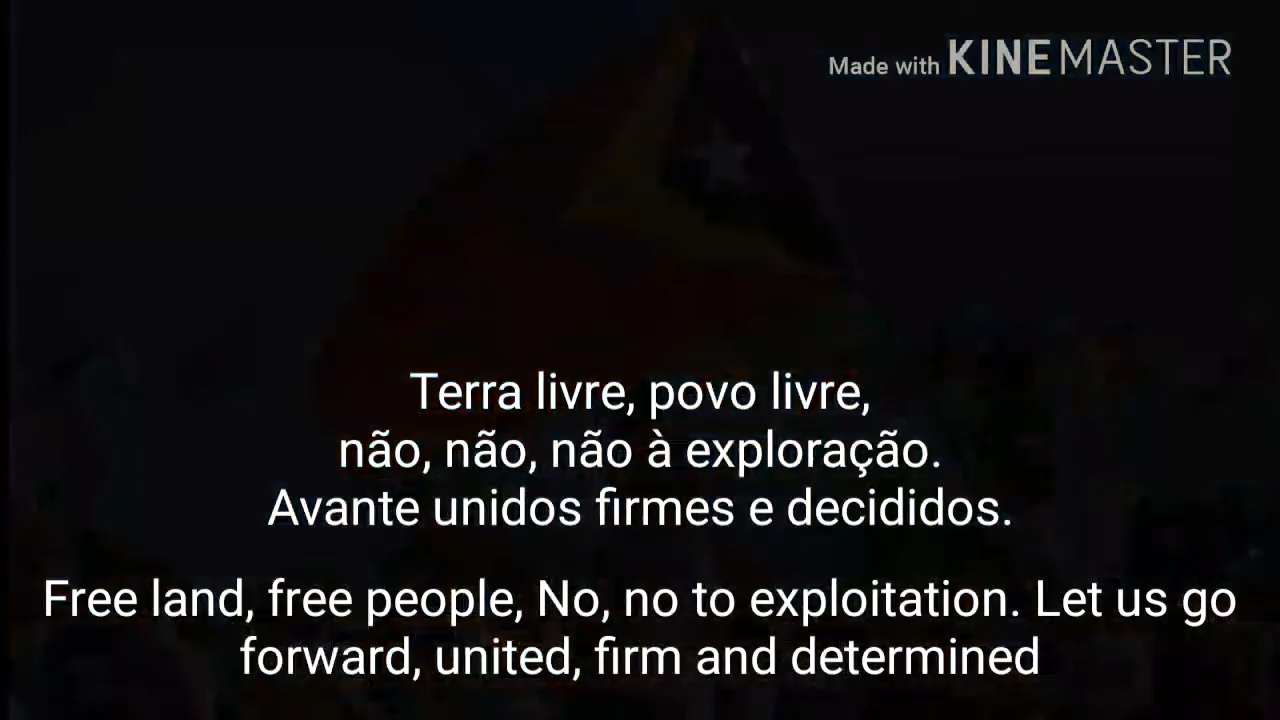 Made with KINEMASTER
Terra livre, povo livre,
não, não, não à exploração.
Avante unidos firmes e decididos.
Free land, free people, No, no to exploitation. Let us go
forward, united, firm and determined